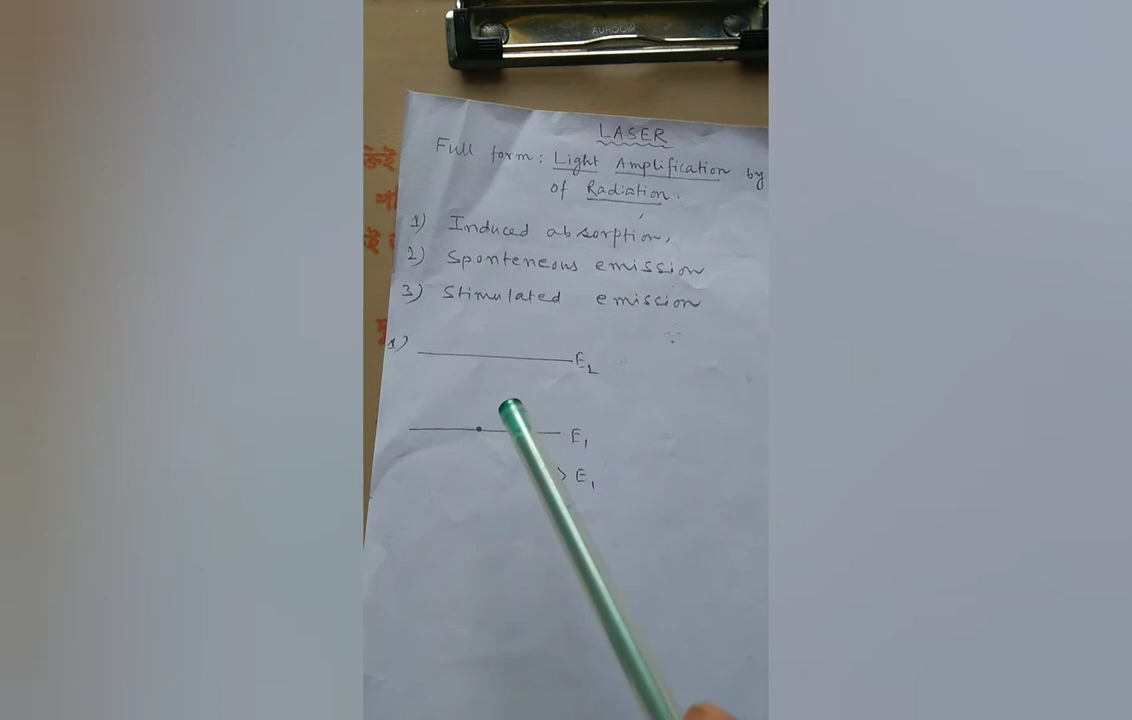 LASER
Full form: Light Amplification by
of Radiation.
1) Induced absorption,
2) Sponteneous emission
3) Stimulated emission
1)
E2
E1
> E1